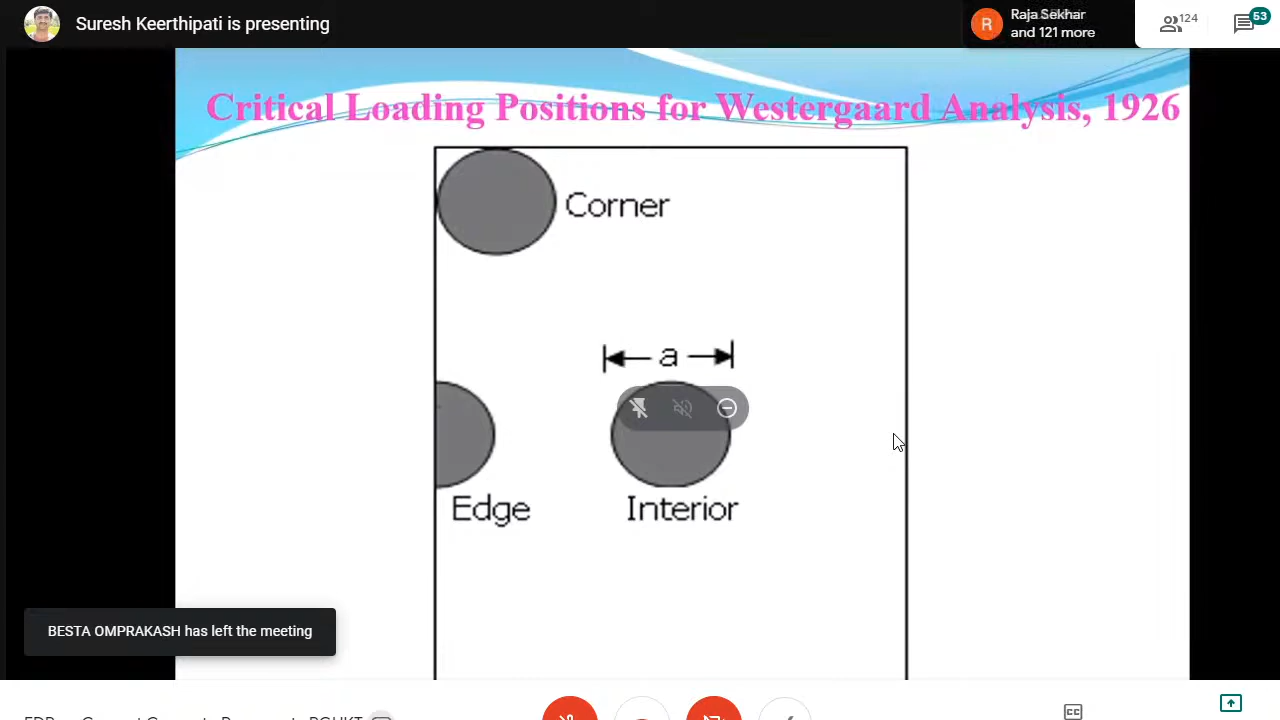 Suresh Keerthipati is presenting
R
Raja Sekhar
and 121 more
124
53
Critical Loading Positions for Westergaard Analysis, 1926
Corner
a
Edge
Interior
BESTA OMPRAKASH has left the meeting
CC